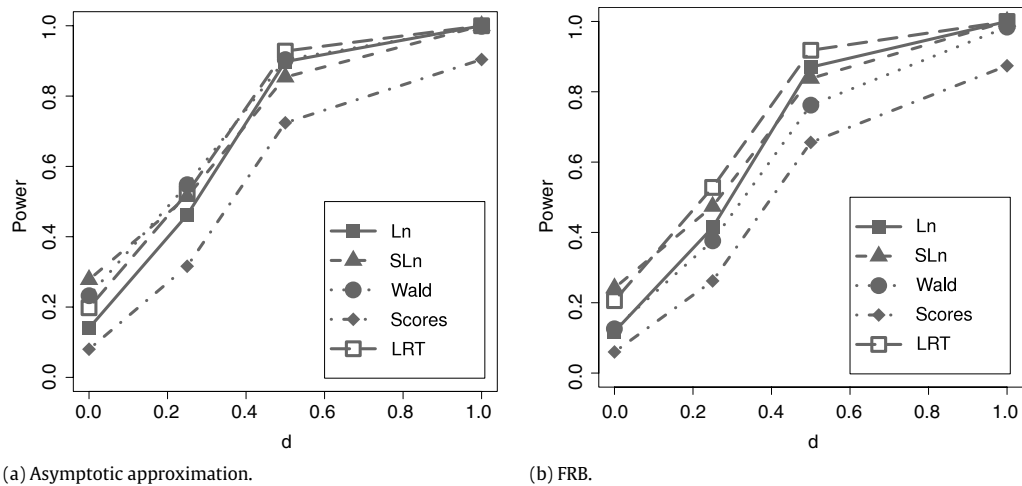 Power
1.0
0.8
0.6
0.4
0.2
0.0
Ln
SLn
Wald
Scores
LRT
0.0 0.2 0.4 0.6 0.8 1.0
d
(a) Asymptotic approximation.
Power
1.0
0.8
0.6
0.4
0.2
0.0
Ln
SLn
Wald
Scores
LRT
0.0 0.2 0.4 0.6 0.8 1.0
d
(b) FRB.